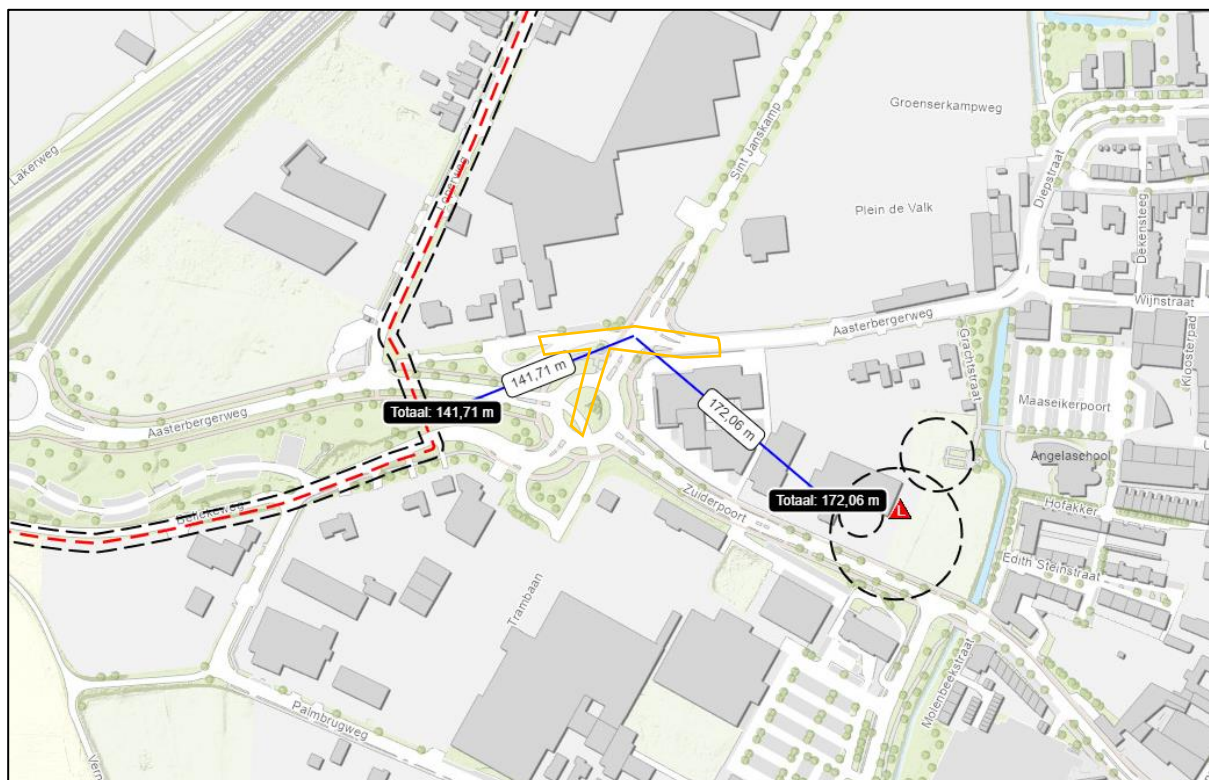 Lakerweg
Loperweg
Sint Janskamp
Groenserkampweg
Plein de Valk
Diepstraat
Dekensteeg
Wijnstraat
Kloosterpad
Aasterbergerweg
Grachtstraat
141,71 m
172,06 m
Maaseikerpoort
Totaal: 141,71 m
Aasterbergerweg
Angelaschool
Zuiderpoort
Totaal: 172,06 m
L
Hofakker
Edith Steinstraat
Trambaan
Molenbeekstraat
Palmbrugweg